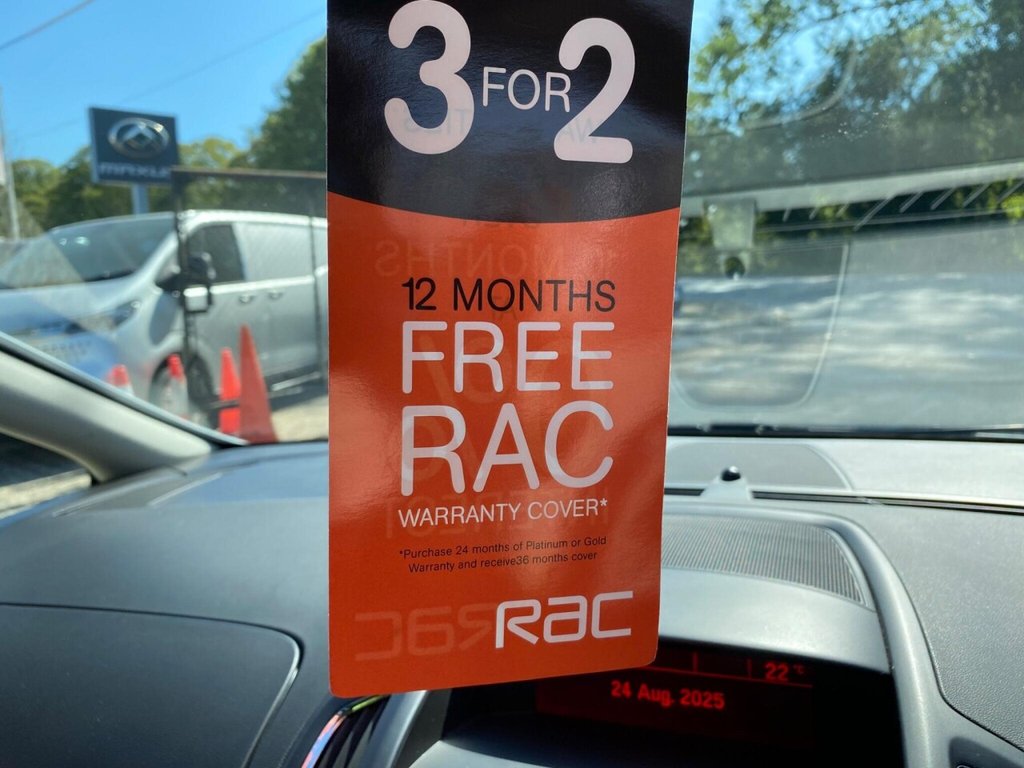 3 FOR 2
MAXUS
12 MONTHS
FREE
RAC
WARRANTY COVER*
*Purchase 24 months of Platinum or Gold
Warranty and receive36 months cover
RAC
22 °C
24 Aug. 2025